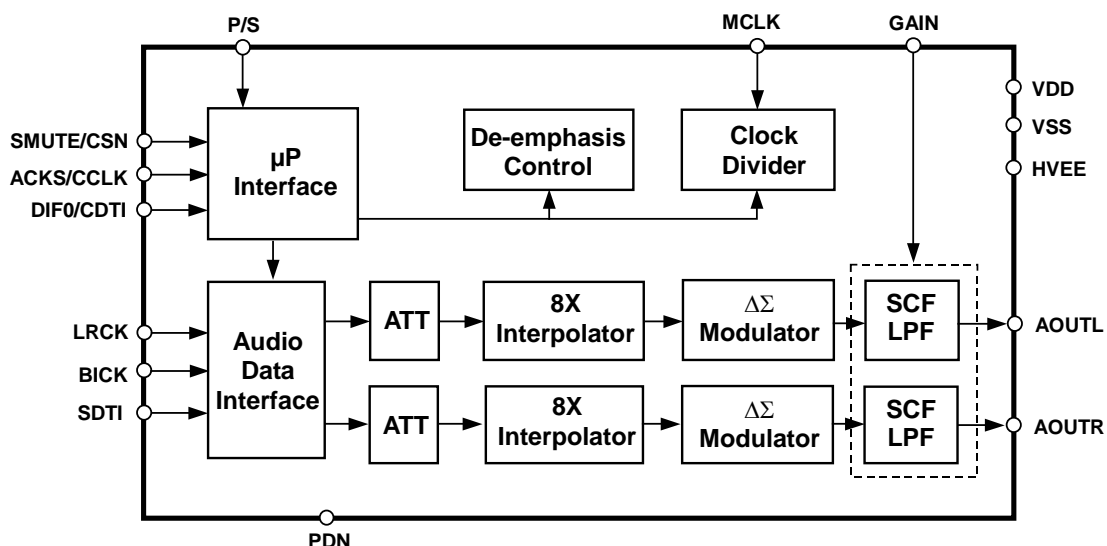 P/S
MCLK
GAIN
VDD
VSS
HVEE
SMUTE/CSN
ACKS/CCLK
DIF0/CDTI
µP
Interface
De-emphasis
Control
Clock
Divider
LRCK
BICK
SDTI
Audio
Data
Interface
ATT
8X
Interpolator
ΔΣ
Modulator
SCF
LPF
AOUTL
ATT
8X
Interpolator
ΔΣ
Modulator
SCF
LPF
AOUTR
PDN